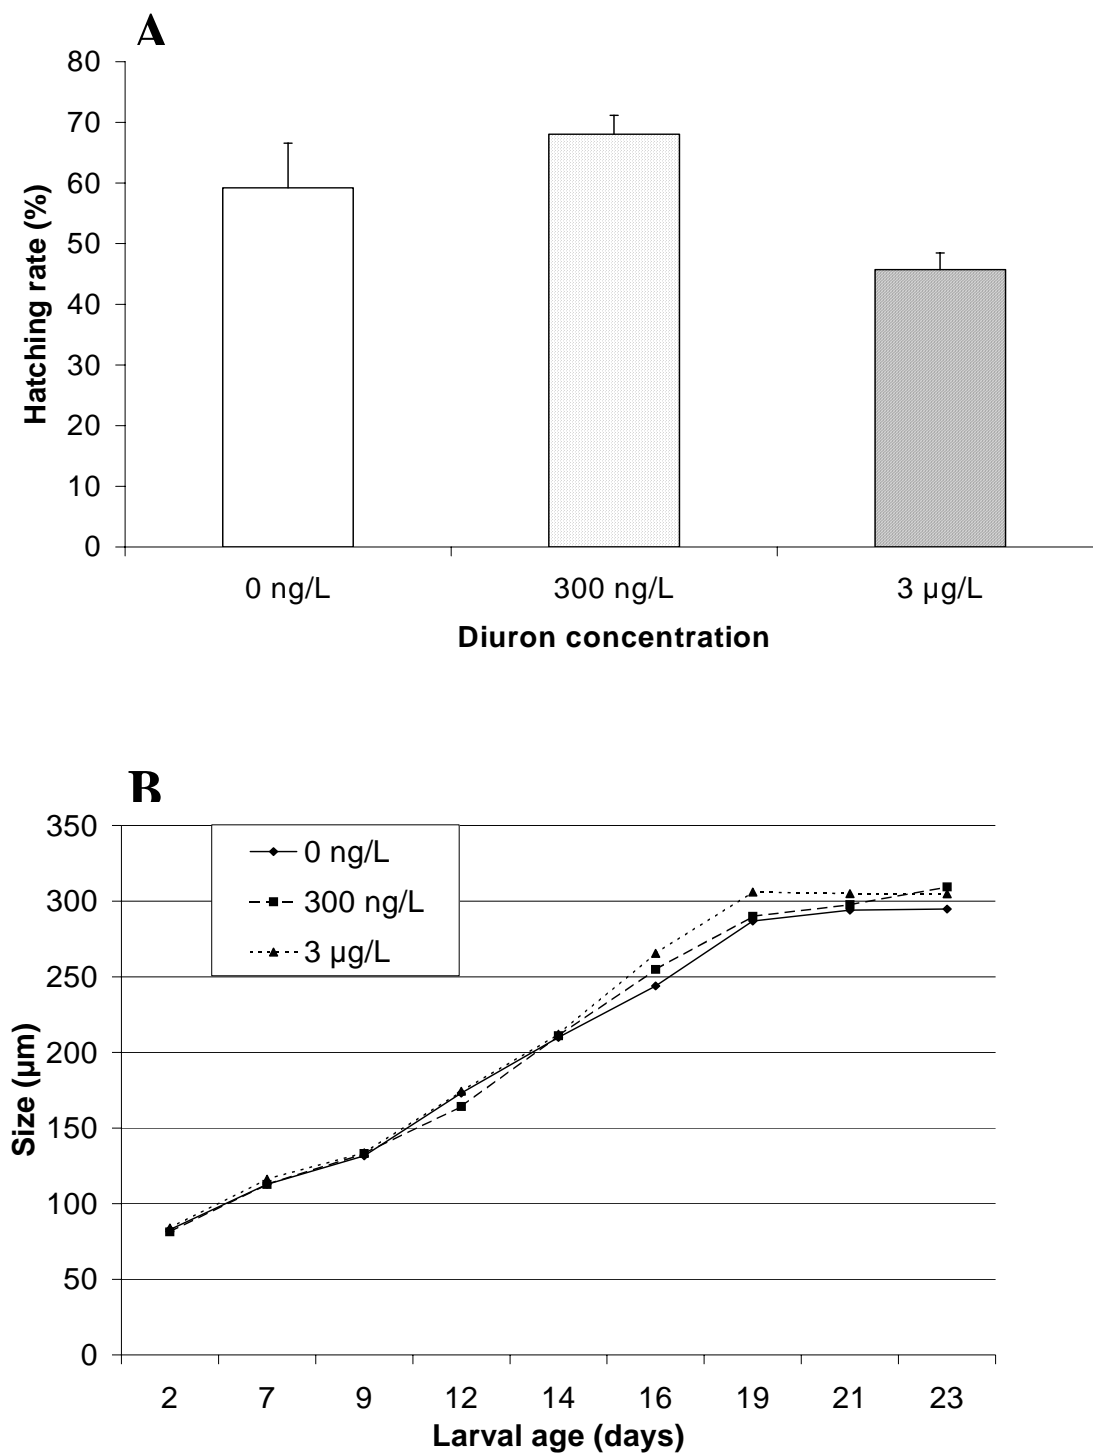 A
80
70
60
50
40
30
20
10
0
Hatching rate (%)
0 ng/L 300 ng/L 3 µg/L
Diuron concentration
B
350
300
250
200
150
100
50
0
Size (µm)
0 ng/L
300 ng/L
3 µg/L
2 7 9 12 14 16 19 21 23
Larval age (days)